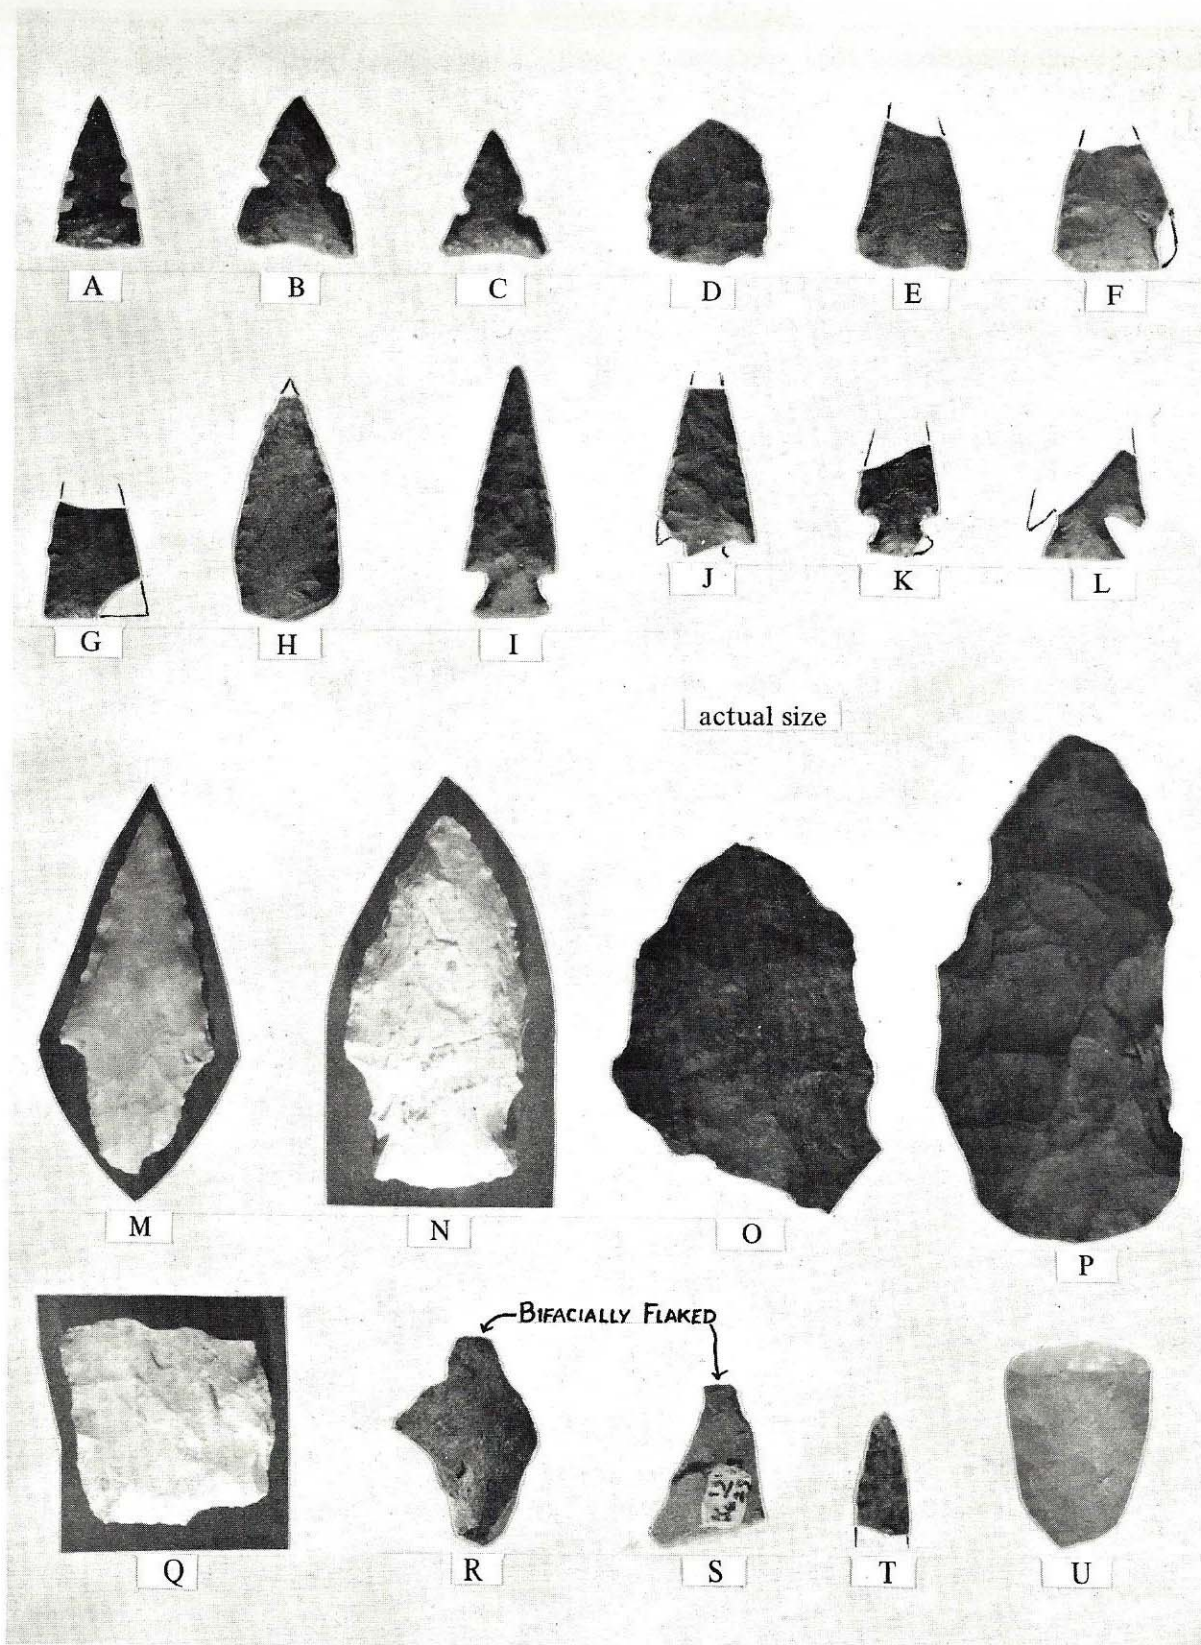 A B C D E F
G H I J K L
actual size
M N O P
BIFACIALLY FLAKED
Q R S T U